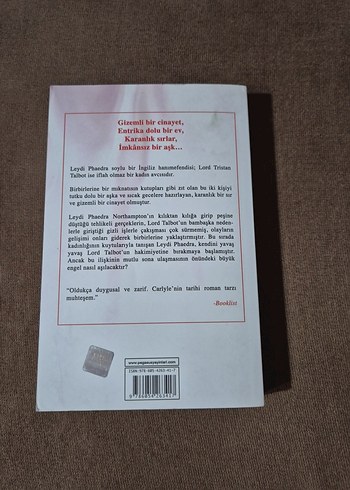 Gizemli bir cinayet,
Entrika dolu bir ev,
Karanlık sırlar,
İmkânsız bir aşk...
Leydi Phaedra soylu bir İngiliz hanımefendisi; Lord Tristan
Talbot ise iflah olmaz bir kadın avcısıdır.
Birbirlerine bir mıknatısın kutupları gibi zıt olan bu iki kişiyi
tutku dolu bir aşka ve sıcak gecelere hazırlayan, karanlık bir sır
ve gizemli bir cinayet olmuştur.
Leydi Phaedra Northampton'ın kılıktan kılığa girip peşine
düştüğü tehlikeli gerçeklerin, Lord Talbot'un bambaşka neden-
lerle giriştiği gizli işlerle çakışması çok sürmemiş, olayların
gelişimi onları giderek birbirlerine yaklaştırmıştır. Bu sırada
kadınlığının kuytularıyla tanışan Leydi Phaedra, kendini yavaş
yavaş Lord Talbot'un hakimiyetine bırakmaya başlamıştır.
Ancak bu ilişkinin mutlu sona ulaşmasının önündeki büyük
engel nasıl aşılacaktır?
"Oldukça duygusal ve zarif. Carlyle'nin tarihi roman tarzı
muhteşem."
-Booklist
www.pegasusyayinlari.com